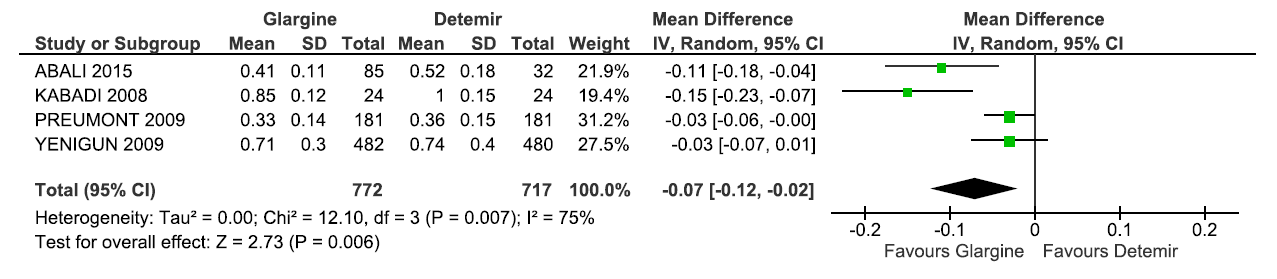 Glargine Detemir Mean Difference Mean Difference
Study or Subgroup Mean SD Total Mean SD Total Weight IV, Random, 95% CI IV, Random, 95% CI
ABALI 2015 0.41 0.11 85 0.52 0.18 32 21.9% -0.11 [-0.18, -0.04]
KABADI 2008 0.85 0.12 24 1 0.15 24 19.4% -0.15 [-0.23, -0.07]
PREUMONT 2009 0.33 0.14 181 0.36 0.15 181 31.2% -0.03 [-0.06, -0.00]
YENIGUN 2009 0.71 0.3 482 0.74 0.4 480 27.5% -0.03 [-0.07, 0.01]
Total (95% CI) 772 717 100.0% -0.07 [-0.12, -0.02]
Heterogeneity: Tau² = 0.00; Chi² = 12.10, df = 3 (P = 0.007); I² = 75%
Test for overall effect: Z = 2.73 (P = 0.006)
-0.2 -0.1 0 0.1 0.2
Favours Glargine Favours Detemir